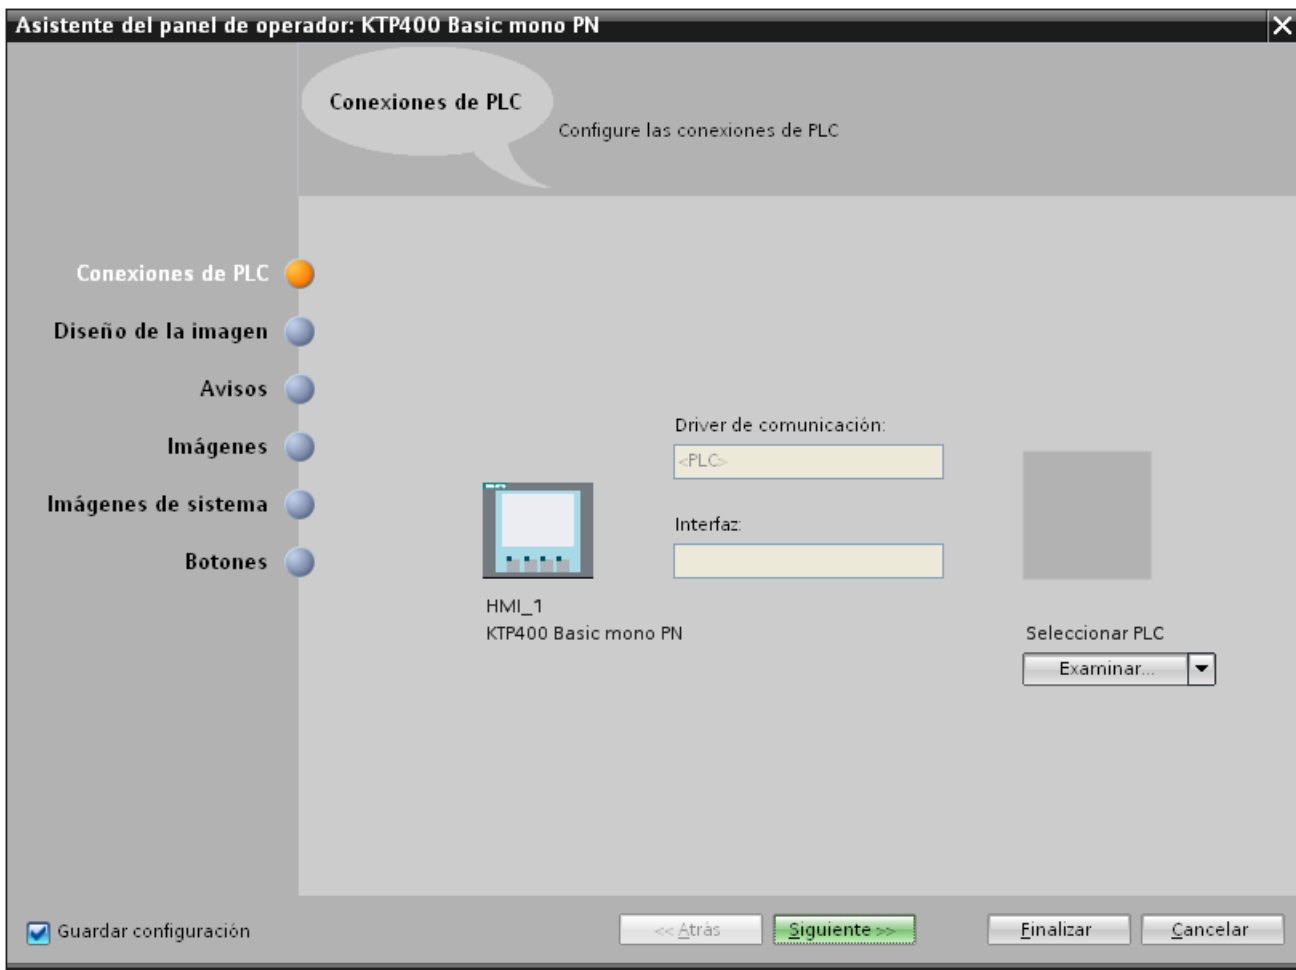 Asistente del panel de operador: KTP400 Basic mono PN
Conexiones de PLC
Configure las conexiones de PLC
Conexiones de PLC
Diseño de la imagen
Avisos
Imágenes
Imágenes de sistema
Botones
Driver de comunicación:
<PLC>
Interfaz:
HMI_1
KTP400 Basic mono PN
Seleccionar PLC
Examinar...
Guardar configuración
<< Atrás
Siguiente >>
Finalizar
Cancelar